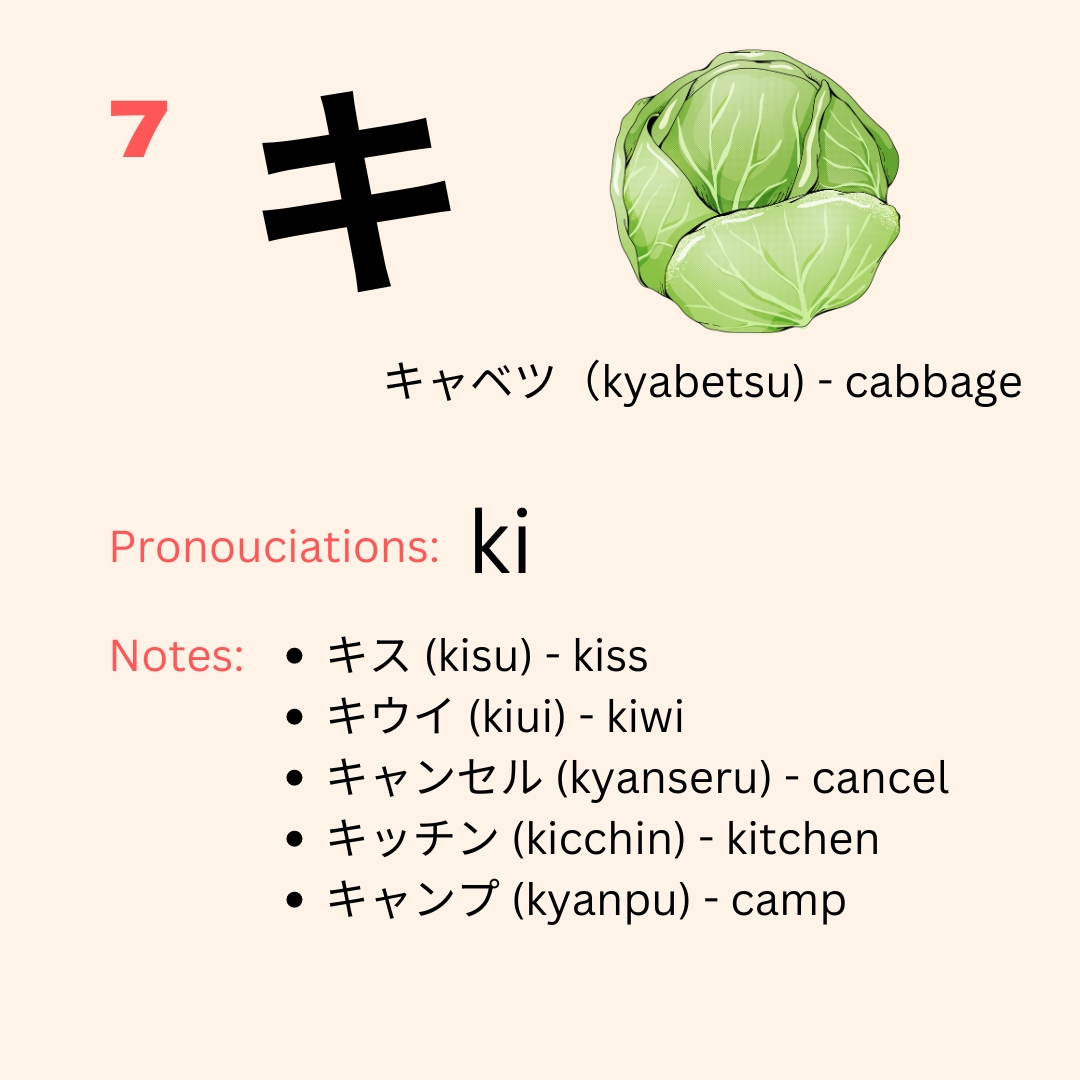 7
キ
キャベツ（kyabetsu) - cabbage
Pronouciations: ki
Notes:
• キス (kisu) - kiss
• キウイ (kiui) - kiwi
• キャンセル (kyanseru) - cancel
• キッチン (kicchin) - kitchen
• キャンプ (kyanpu) - camp